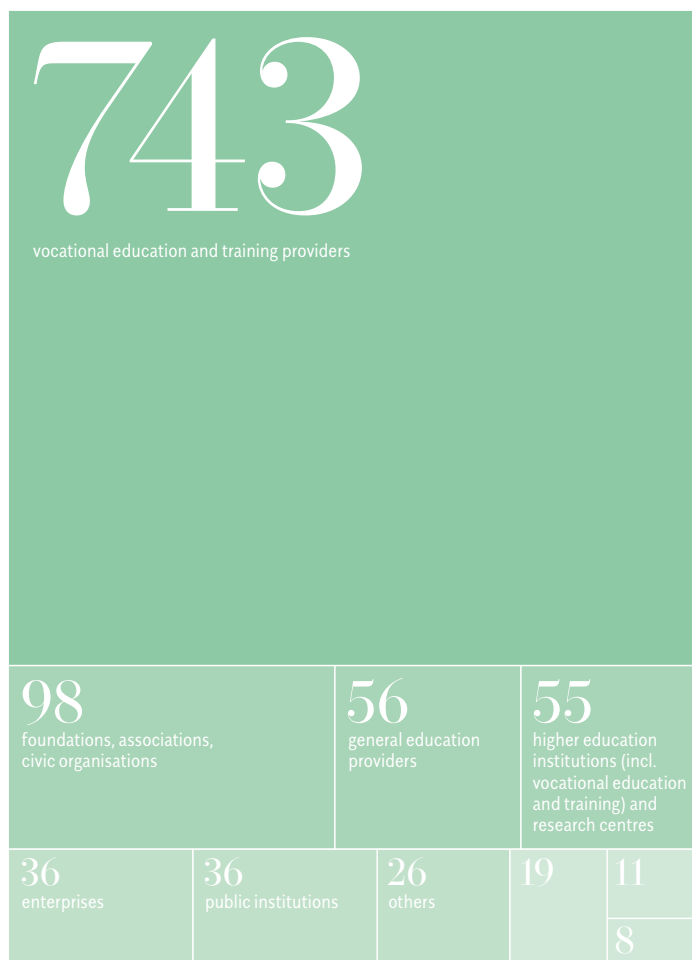 743
vocational education and training providers
98
foundations, associations,
civic organisations
56
general education
providers
55
higher education
institutions (incl.
vocational education
and training) and
research centres
36
enterprises
36
public institutions
26
others
19
11
8